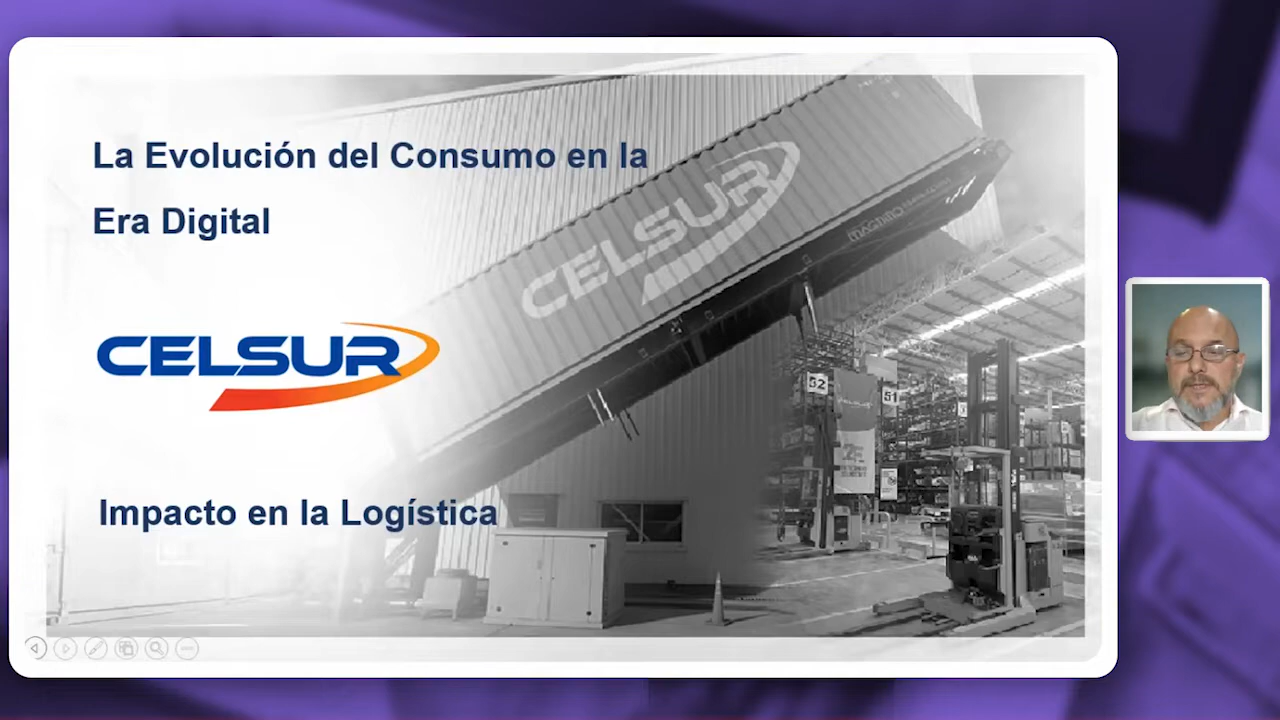 La Evolución del Consumo en la
Era Digital
CELSUR
CELSUR
Impacto en la Logística
52
51